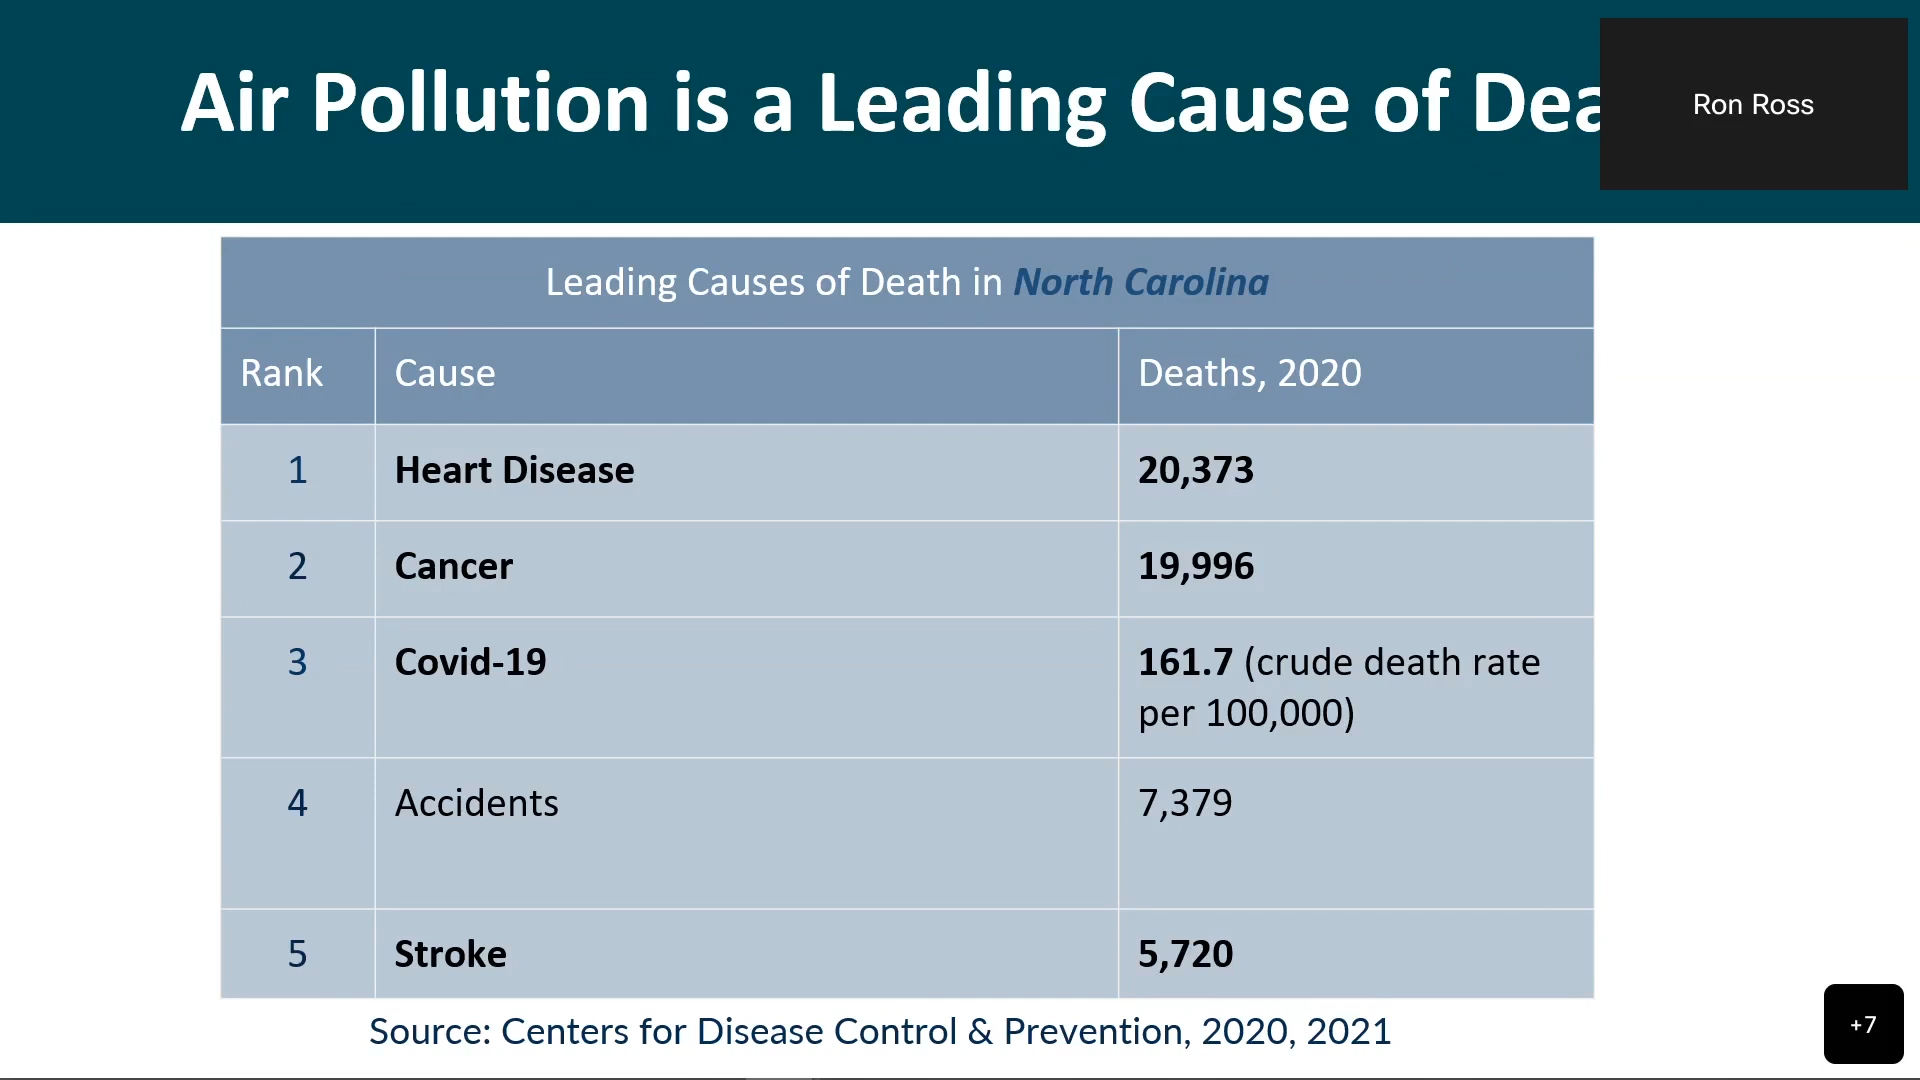 Air Pollution is a Leading Cause of Dea
Ron Ross
Leading Causes of Death in North Carolina
Rank Cause Deaths, 2020
1 Heart Disease 20,373
2 Cancer 19,996
3 Covid-19 161.7 (crude death rate
per 100,000)
4 Accidents 7,379
5 Stroke 5,720
Source: Centers for Disease Control & Prevention, 2020, 2021
+7